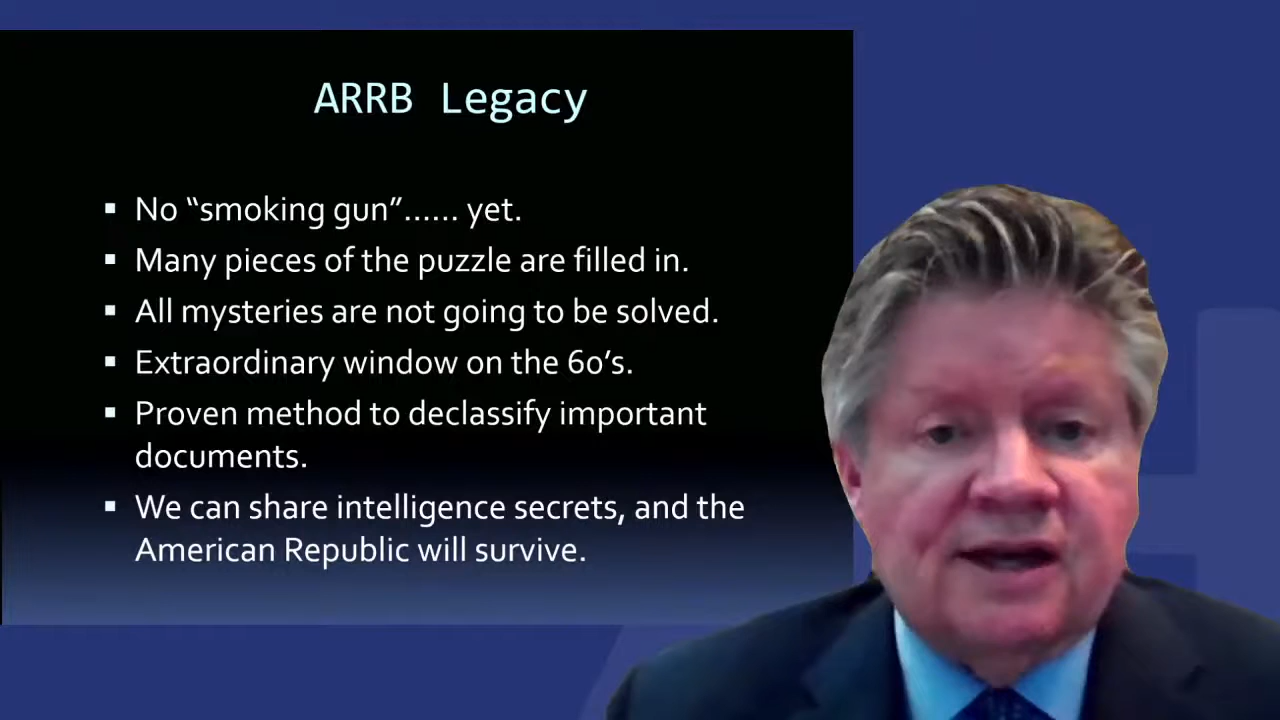 ARRB Legacy
▪ No “smoking gun”...... yet.
▪ Many pieces of the puzzle are filled in.
▪ All mysteries are not going to be solved.
▪ Extraordinary window on the 60’s.
▪ Proven method to declassify important
documents.
▪ We can share intelligence secrets, and the
American Republic will survive.